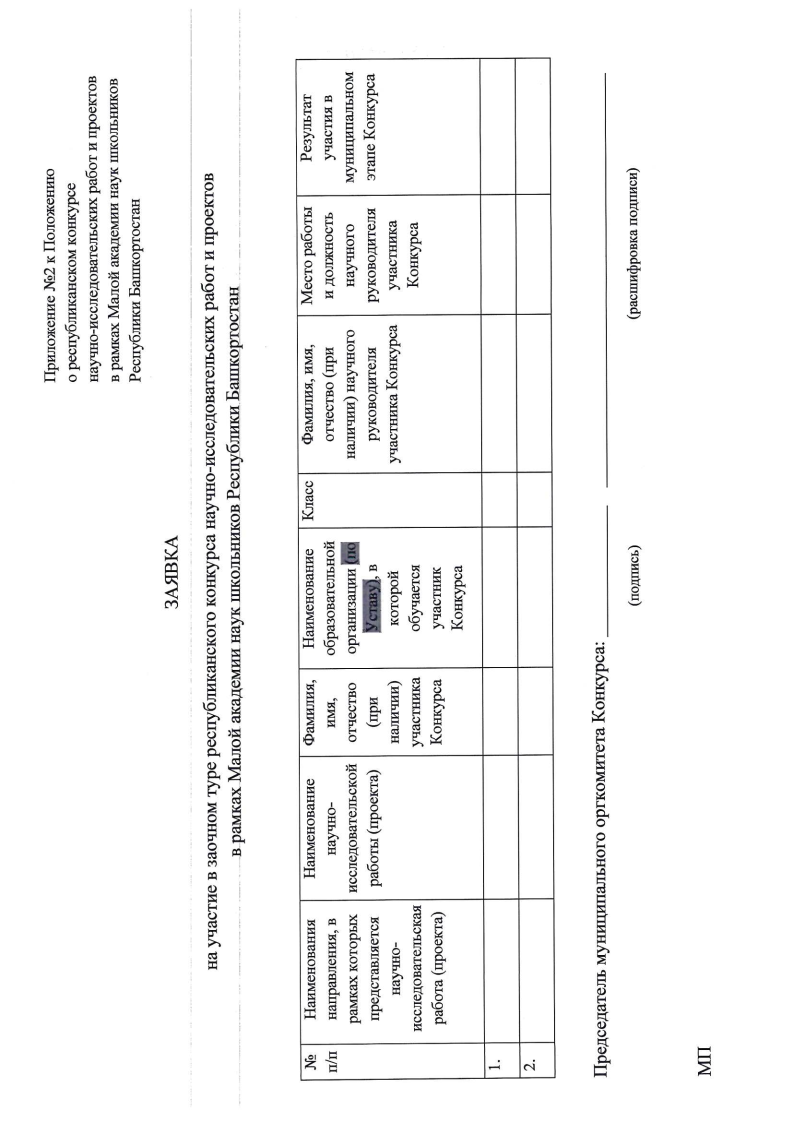 Приложение №2 к Положению
о республиканском конкурсе
научно-исследовательских работ и проектов
в рамках Малой академии наук школьников
Республики Башкортостан
ЗАЯВКА
на участие в заочном туре республиканского конкурса научно-исследовательских работ и проектов
в рамках Малой академии наук школьников Республики Башкортостан
№
п/п
Наименования
направления, в
рамках которых
представляется
научно-
исследовательская
работа (проекта)
Наименование
научно-
исследовательской
работы (проекта)
Фамилия,
имя,
отчество
(при
наличии)
участника
Конкурса
Наименование
образовательной
организации (по
Уставу), в
которой
обучается
участник
Конкурса
Класс
Фамилия, имя,
отчество (при
наличии) научного
руководителя
участника Конкурса
Место работы
и должность
научного
руководителя
участника
Конкурса
Результат
участия в
муниципальном
этапе Конкурса
1.
2.
Председатель муниципального оргкомитета Конкурса:
(подпись)
(расшифровка подписи)
МП